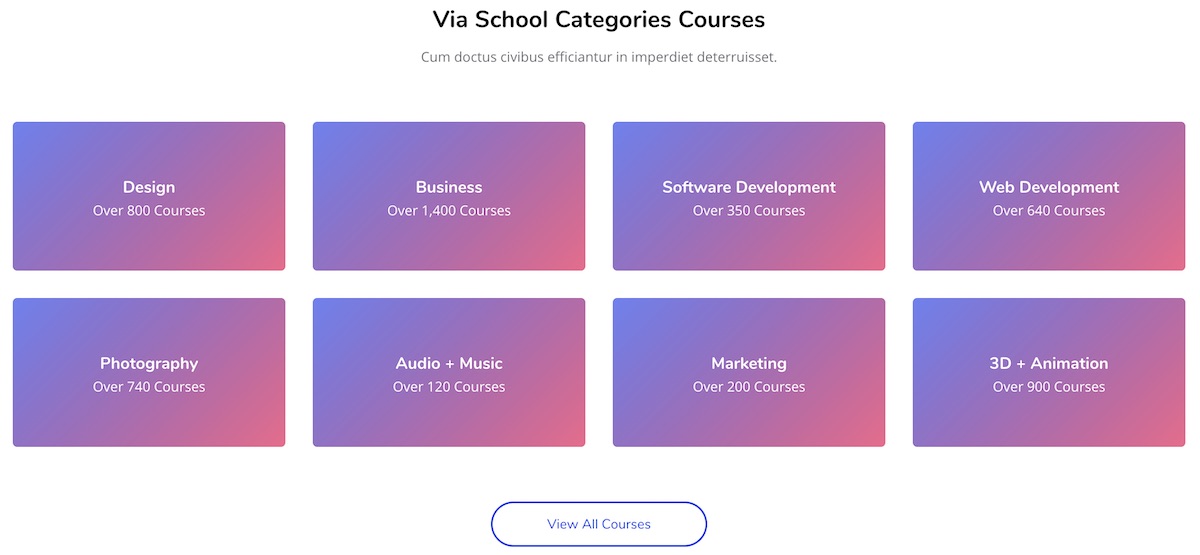 Via School Categories Courses
Cum doctus civibus efficiantur in imperdiet deterruisset.
Design
Over 800 Courses
Business
Over 1,400 Courses
Software Development
Over 350 Courses
Web Development
Over 640 Courses
Photography
Over 740 Courses
Audio + Music
Over 120 Courses
Marketing
Over 200 Courses
3D + Animation
Over 900 Courses
View All Courses